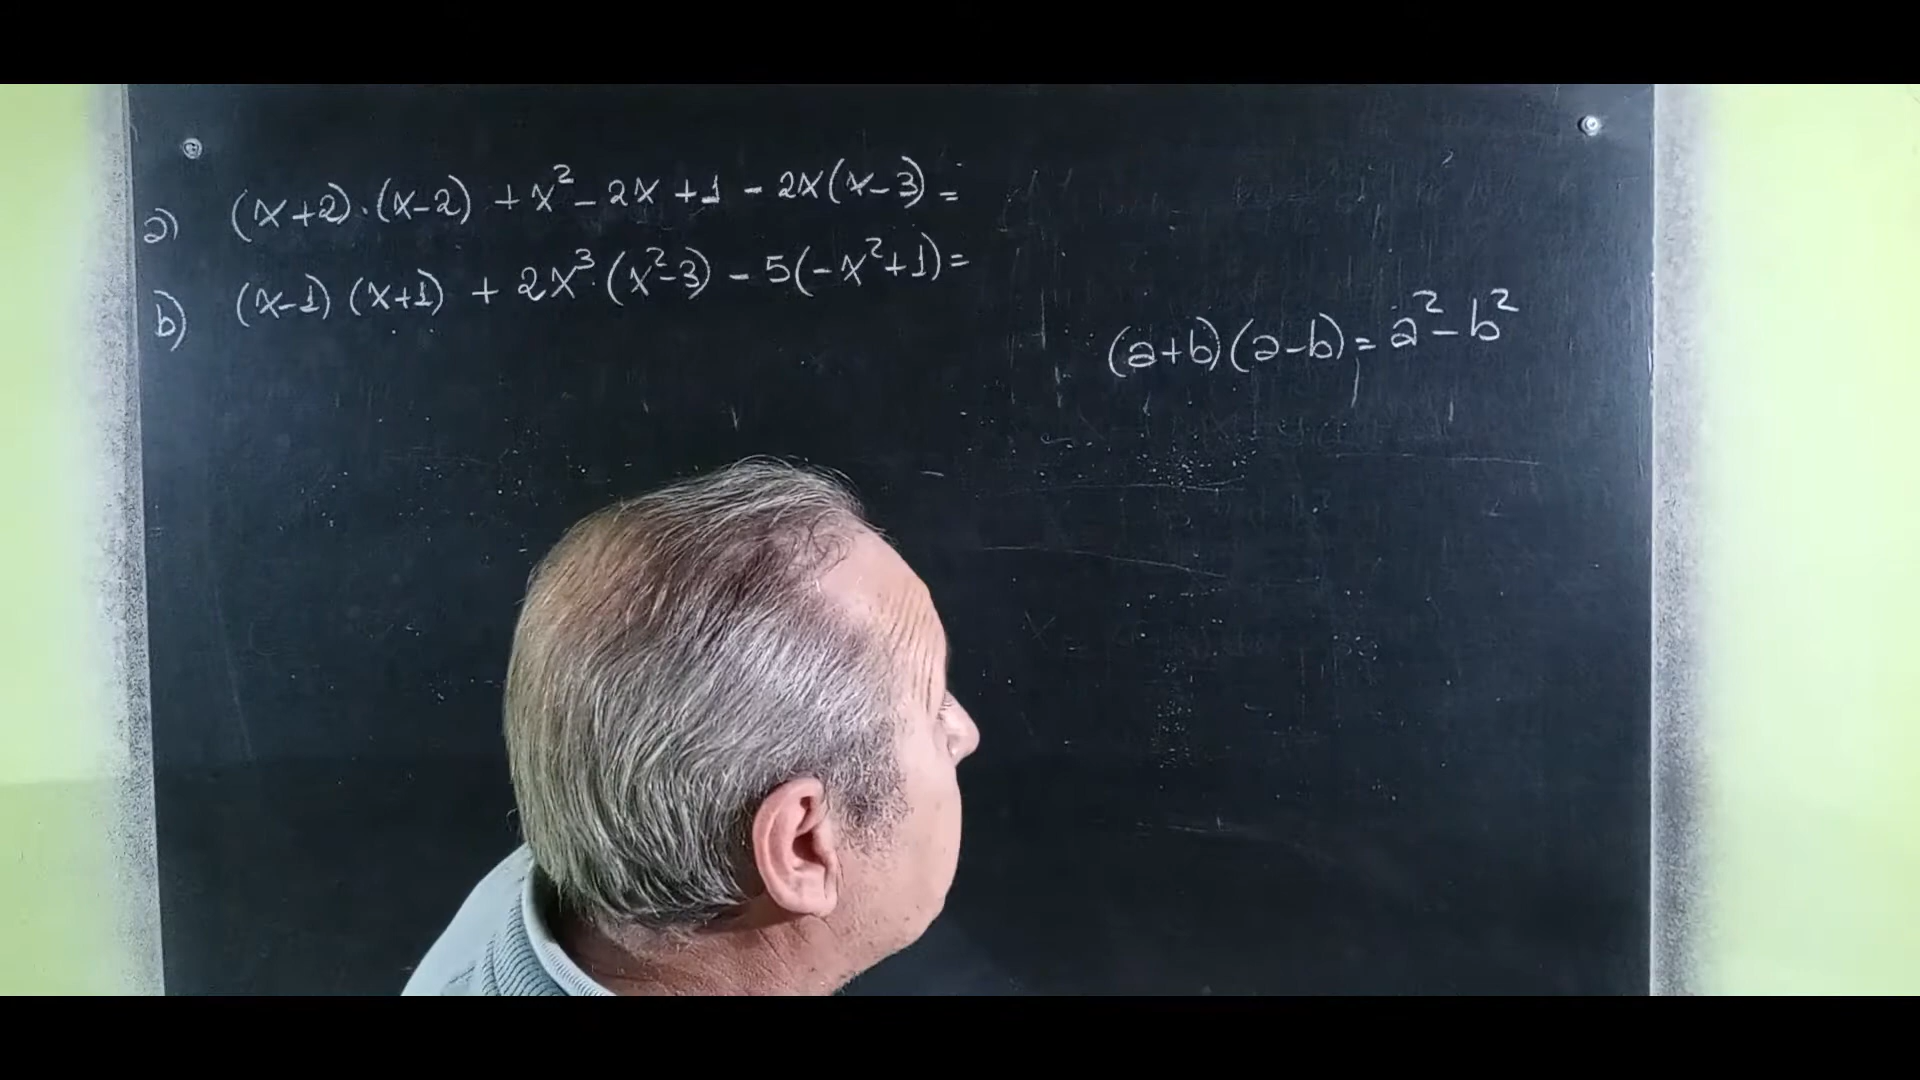 a) (x+2)·(x-2) + x² - 2x + 1 - 2x(x-3) =
b) (x-1) (x+1) + 2x³·(x²-3) - 5(-x²+1) =
(a+b)(a-b) = a² - b²